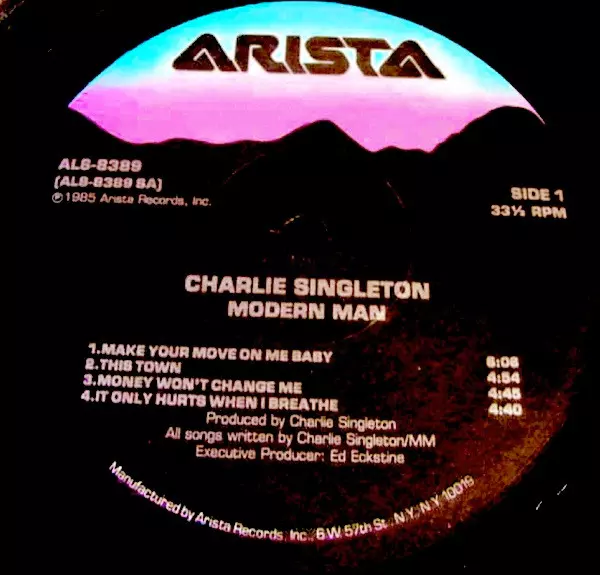 ARISTA
AL8-8389
(AL8-8389 SA)
℗1985 Arista Records, Inc.
SIDE 1
33⅓ RPM
CHARLIE SINGLETON
MODERN MAN
1.MAKE YOUR MOVE ON ME BABY 6:08
2.THIS TOWN 4:54
3.MONEY WON'T CHANGE ME 4:45
4.IT ONLY HURTS WHEN I BREATHE 4:40
Produced by Charlie Singleton
All songs written by Charlie Singleton/MM
Executive Producer: Ed Eckstine
Manufactured by Arista Records, Inc., 6 W. 57th St., N.Y., N.Y. 10019